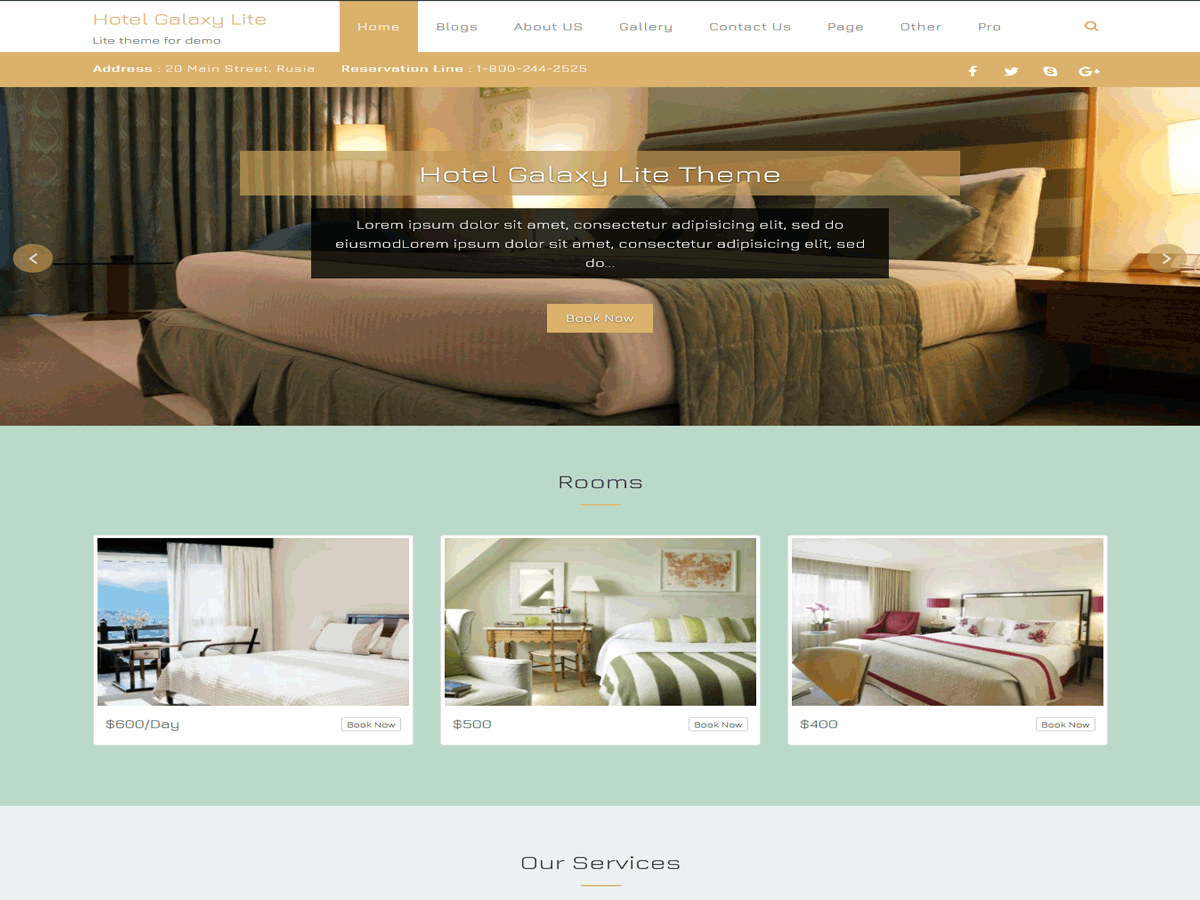 Hotel Galaxy Lite
Lite theme for demo
Home Blogs About US Gallery Contact Us Page Other Pro
Address : 20 Main Street, Rusia Reservation Line : 1-800-244-2525
Hotel Galaxy Lite Theme
Lorem ipsum dolor sit amet, consectetur adipisicing elit, sed do
eiusmodLorem ipsum dolor sit amet, consectetur adipisicing elit, sed
do...
Book Now
Rooms
$600/Day Book Now
$500 Book Now
$400 Book Now
Our Services